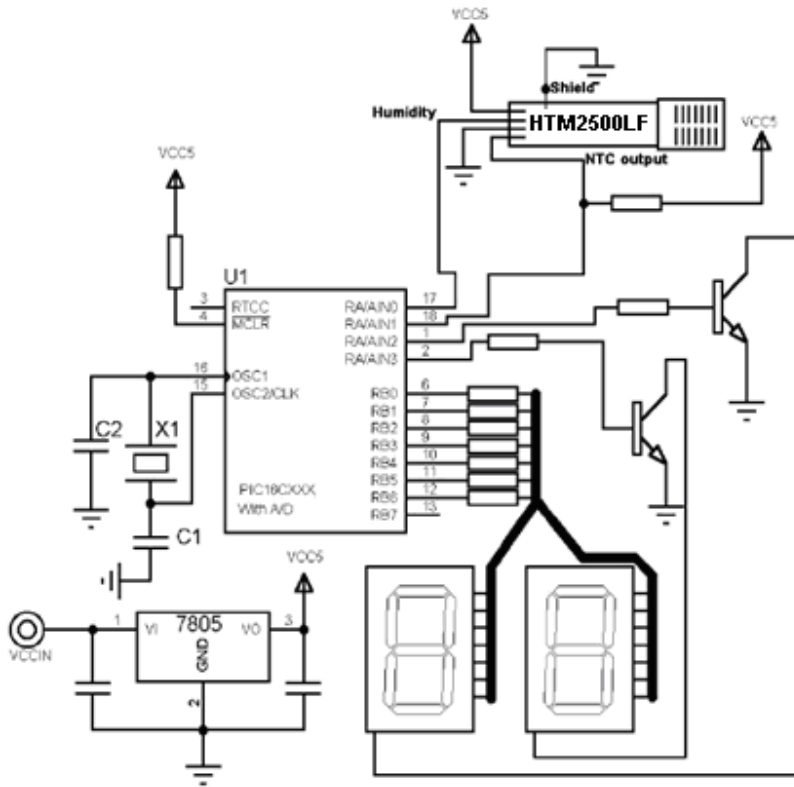 VCC5
Shield
Humidity
HTM2500LF
VCC5
NTC output
VCC5
U1
3 RTCC
4 MCLR
RA/AIN0 17
RA/AIN1 18
RA/AIN2 1
RA/AIN3 2
16 OSC1
15 OSC2/CLK
RB0 6
RB1 7
RB2 8
RB3 9
RB4 10
RB5 11
RB6 12
RB7 13
C2
X1
PIC16CXXX
With A/D
C1
VCC5
1 VI 7805 VO 3
GND
2
VCCIN